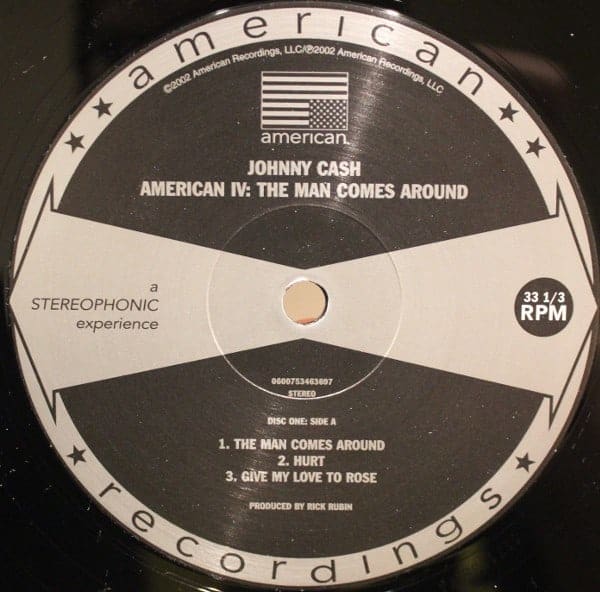 american
©2002 American Recordings, LLC/℗2002 American Recordings, LLC
american.
JOHNNY CASH
AMERICAN IV: THE MAN COMES AROUND
a
STEREOPHONIC
experience
33 1/3
RPM
0600753463697
STEREO
DISC ONE: SIDE A
1. THE MAN COMES AROUND
2. HURT
3. GIVE MY LOVE TO ROSE
PRODUCED BY RICK RUBIN
recordings